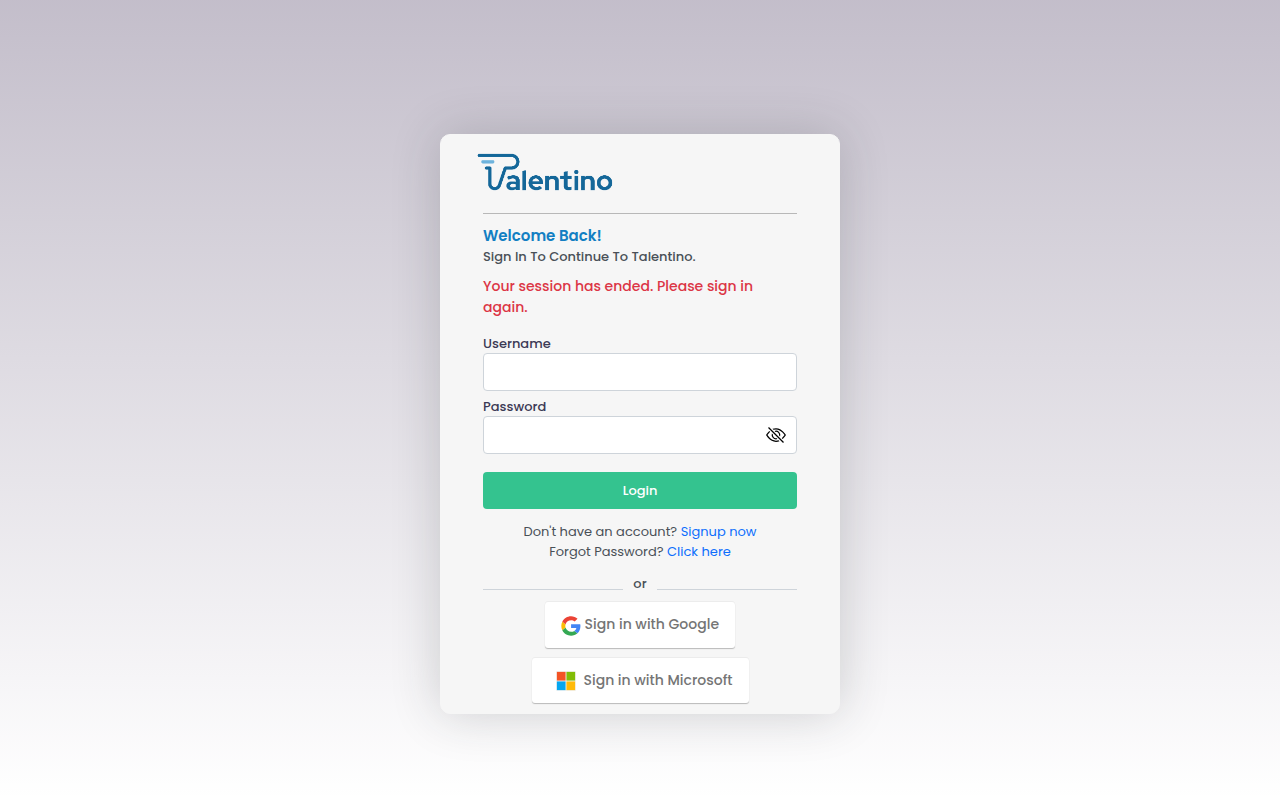 Talentino
Welcome Back!
Sign In To Continue To Talentino.
Your session has ended. Please sign in
again.
Username
Password
Login
Don't have an account? Signup now
Forgot Password? Click here
or
Sign in with Google
Sign in with Microsoft